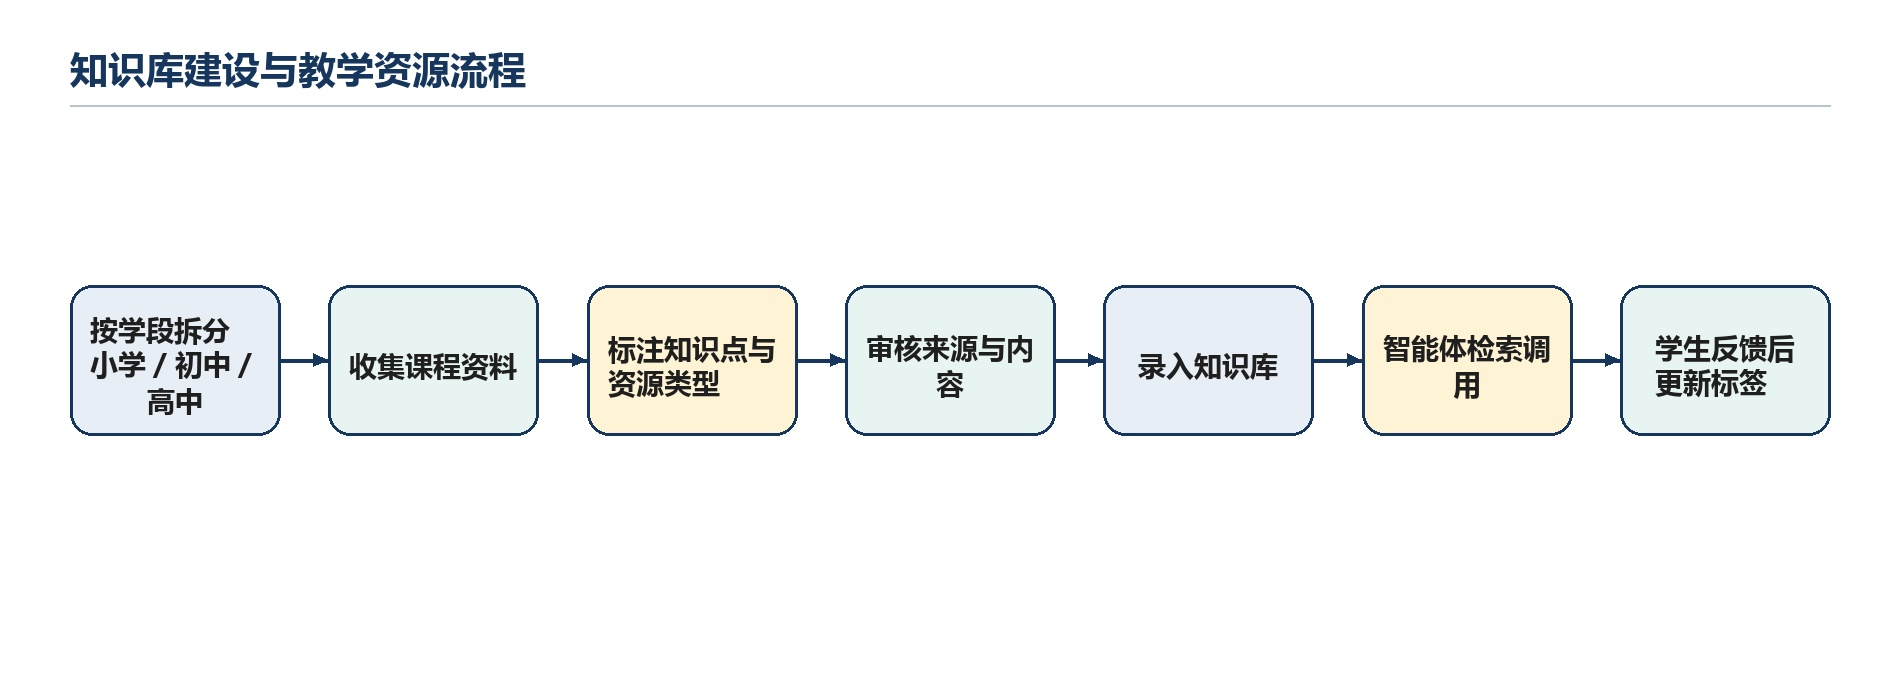 知识库建设与教学资源流程
按学段拆分
小学 / 初中 /
高中
收集课程资料
标注知识点与
资源类型
审核来源与内
容
录入知识库
智能体检索调
用
学生反馈后
更新标签